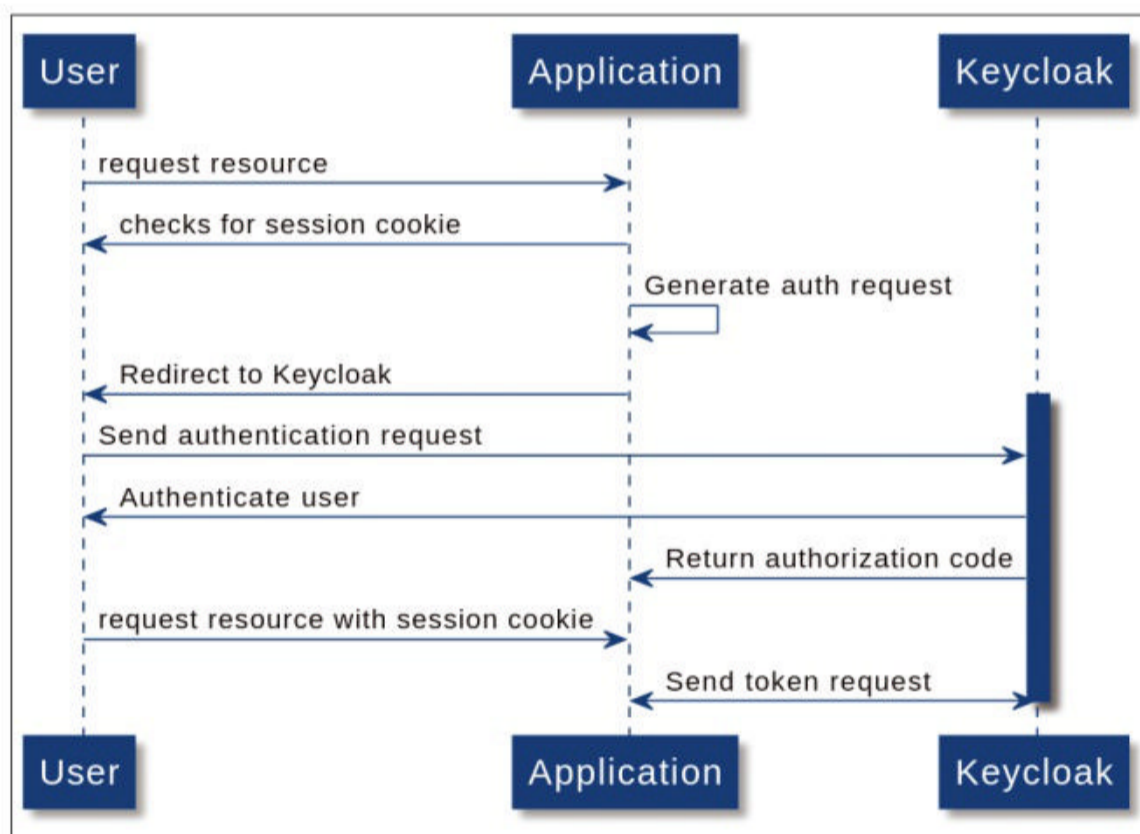 User Application Keycloak
request resource
checks for session cookie
Generate auth request
Redirect to Keycloak
Send authentication request
Authenticate user
Return authorization code
request resource with session cookie
Send token request
User Application Keycloak